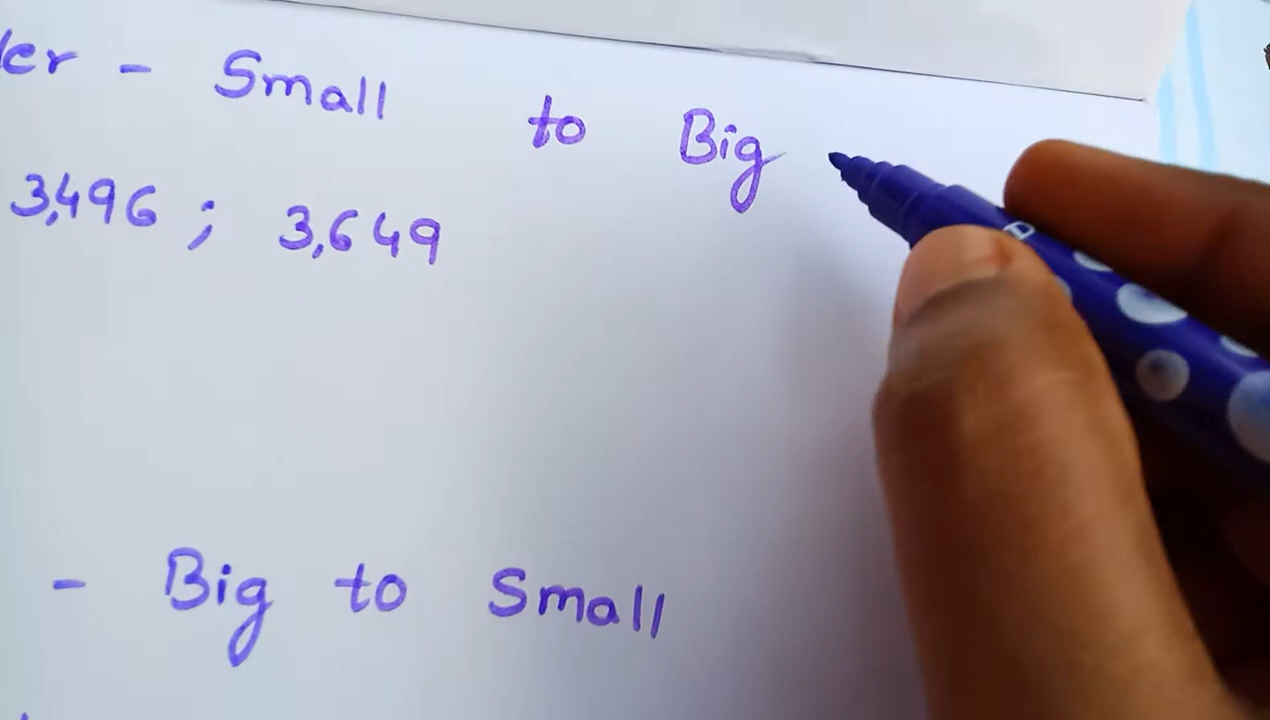 der - Small to Big
3,496 ; 3,649
- Big to Small